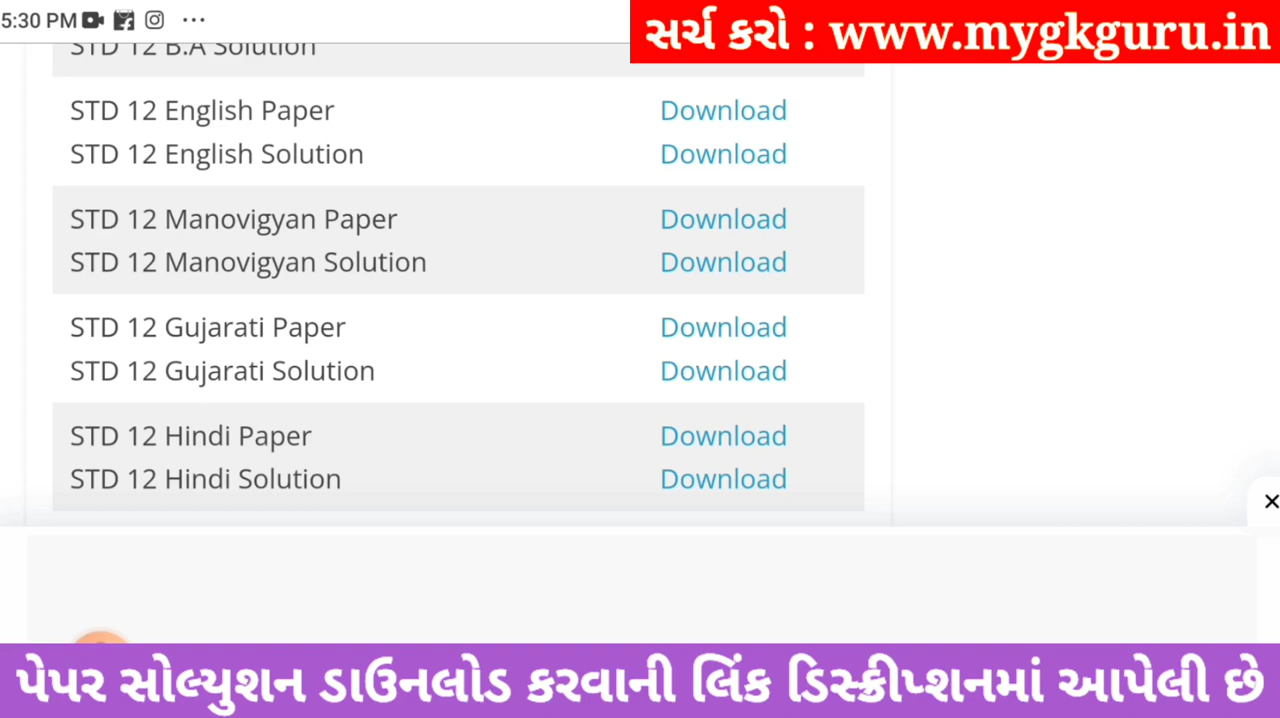 5:30 PM
સર્ચ કરો : www.mygkguru.in
STD 12 B.A Solution
STD 12 English Paper Download
STD 12 English Solution Download
STD 12 Manovigyan Paper Download
STD 12 Manovigyan Solution Download
STD 12 Gujarati Paper Download
STD 12 Gujarati Solution Download
STD 12 Hindi Paper Download
STD 12 Hindi Solution Download
પેપર સોલ્યુશન ડાઉનલોડ કરવાની લિંક ડિસ્ક્રીપ્શનમાં આપેલી છે